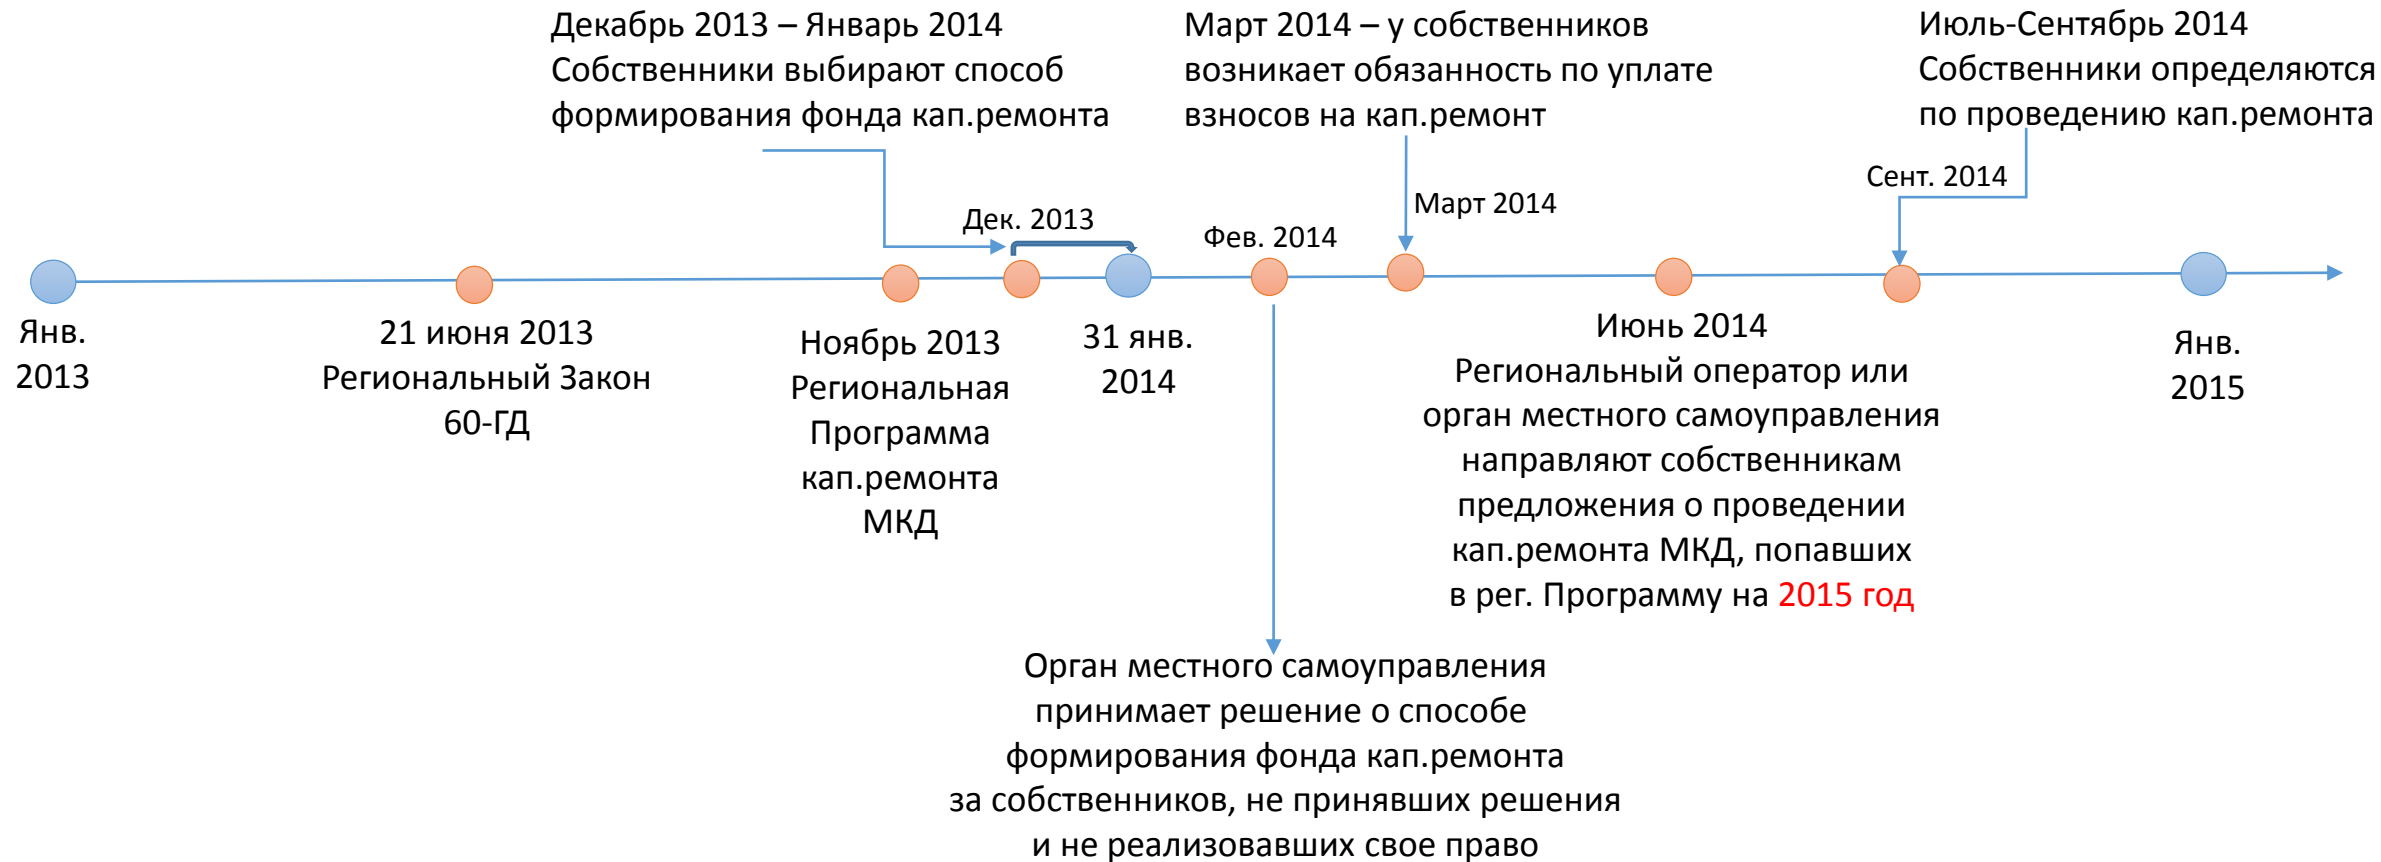 Декабрь 2013 – Январь 2014
Собственники выбирают способ
формирования фонда кап.ремонта
Март 2014 – у собственников
возникает обязанность по уплате
взносов на кап.ремонт
Июль-Сентябрь 2014
Собственники определяются
по проведению кап.ремонта
Дек. 2013
Фев. 2014
Март 2014
Сент. 2014
Янв.
2013
21 июня 2013
Региональный Закон
60-ГД
Ноябрь 2013
Региональная
Программа
кап.ремонта
МКД
31 янв.
2014
Июнь 2014
Региональный оператор или
орган местного самоуправления
направляют собственникам
предложения о проведении
кап.ремонта МКД, попавших
в рег. Программу на 2015 год
Янв.
2015
Орган местного самоуправления
принимает решение о способе
формирования фонда кап.ремонта
за собственников, не принявших решения
и не реализовавших свое право